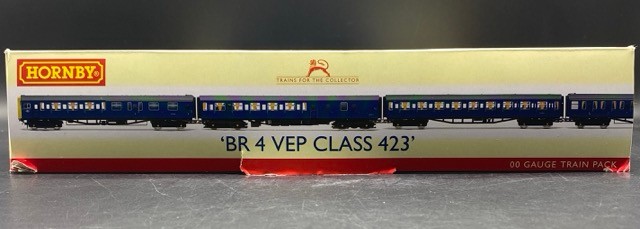 HORNBY
TRAINS FOR THE COLLECTOR
'BR 4 VEP CLASS 423'
00 GAUGE TRAIN PACK